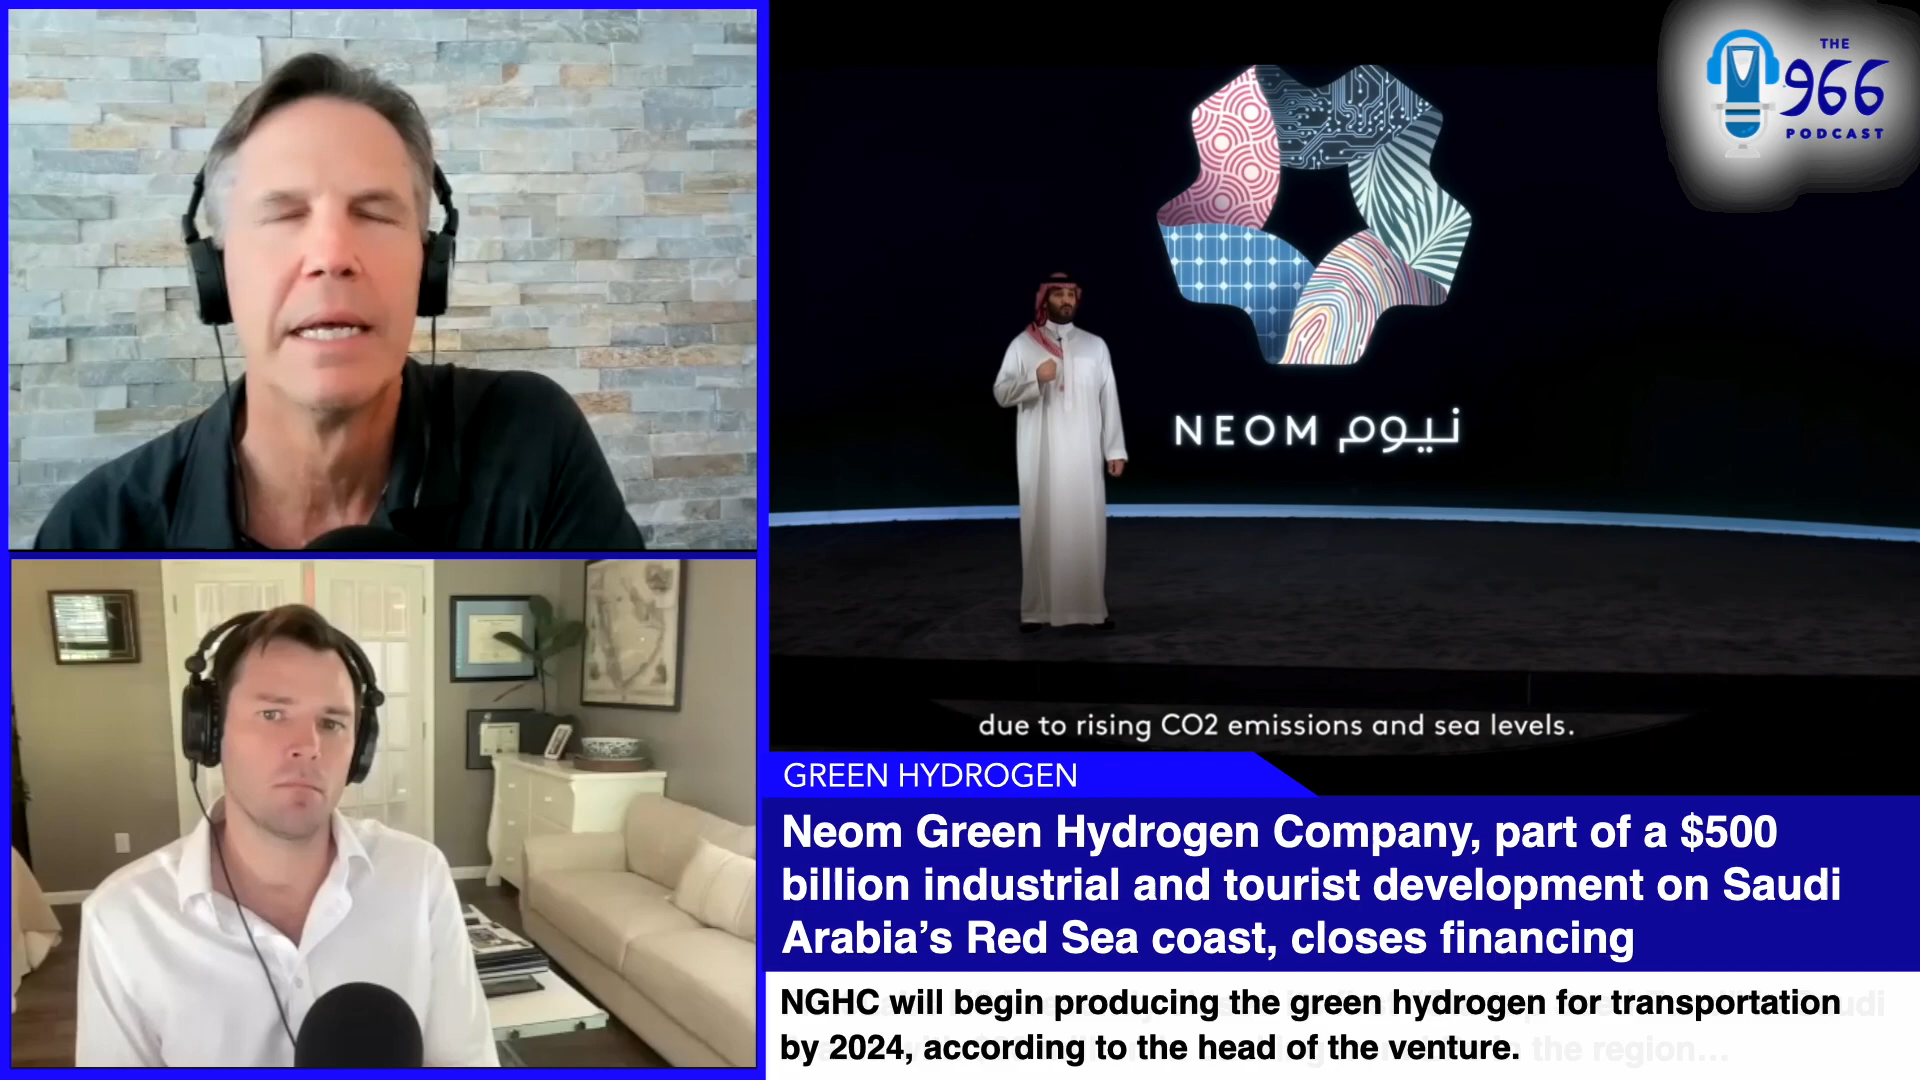 THE
966
PODCAST
NEOM نيوم
due to rising CO2 emissions and sea levels.
GREEN HYDROGEN
Neom Green Hydrogen Company, part of a $500
billion industrial and tourist development on Saudi
Arabia’s Red Sea coast, closes financing
NGHC will begin producing the green hydrogen for transportation
by 2024, according to the head of the venture.